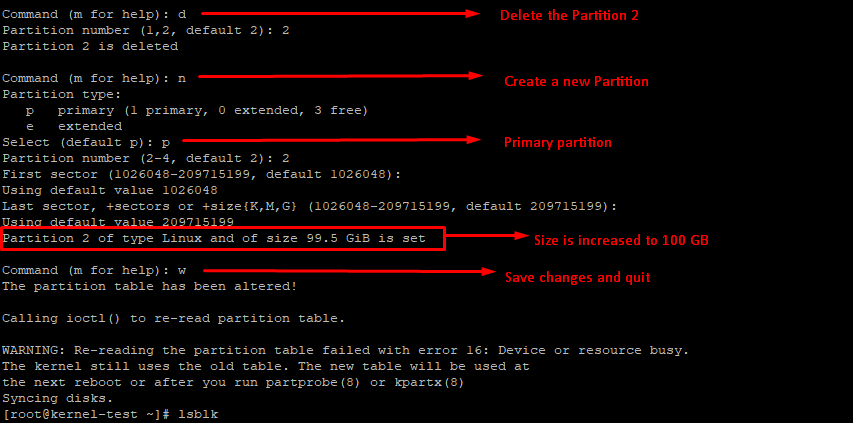 Command (m for help): d Delete the Partition 2
Partition number (1,2, default 2): 2
Partition 2 is deleted
Command (m for help): n Create a new Partition
Partition type:
p primary (1 primary, 0 extended, 3 free)
e extended
Select (default p): p Primary partition
Partition number (2-4, default 2): 2
First sector (1026048-209715199, default 1026048):
Using default value 1026048
Last sector, +sectors or +size{K,M,G} (1026048-209715199, default 209715199):
Using default value 209715199
Partition 2 of type Linux and of size 99.5 GiB is set Size is increased to 100 GB
Command (m for help): w Save changes and quit
The partition table has been altered!
Calling ioctl() to re-read partition table.
WARNING: Re-reading the partition table failed with error 16: Device or resource busy.
The kernel still uses the old table. The new table will be used at
the next reboot or after you run partprobe(8) or kpartx(8)
Syncing disks.
[root@kernel-test ~]# lsblk